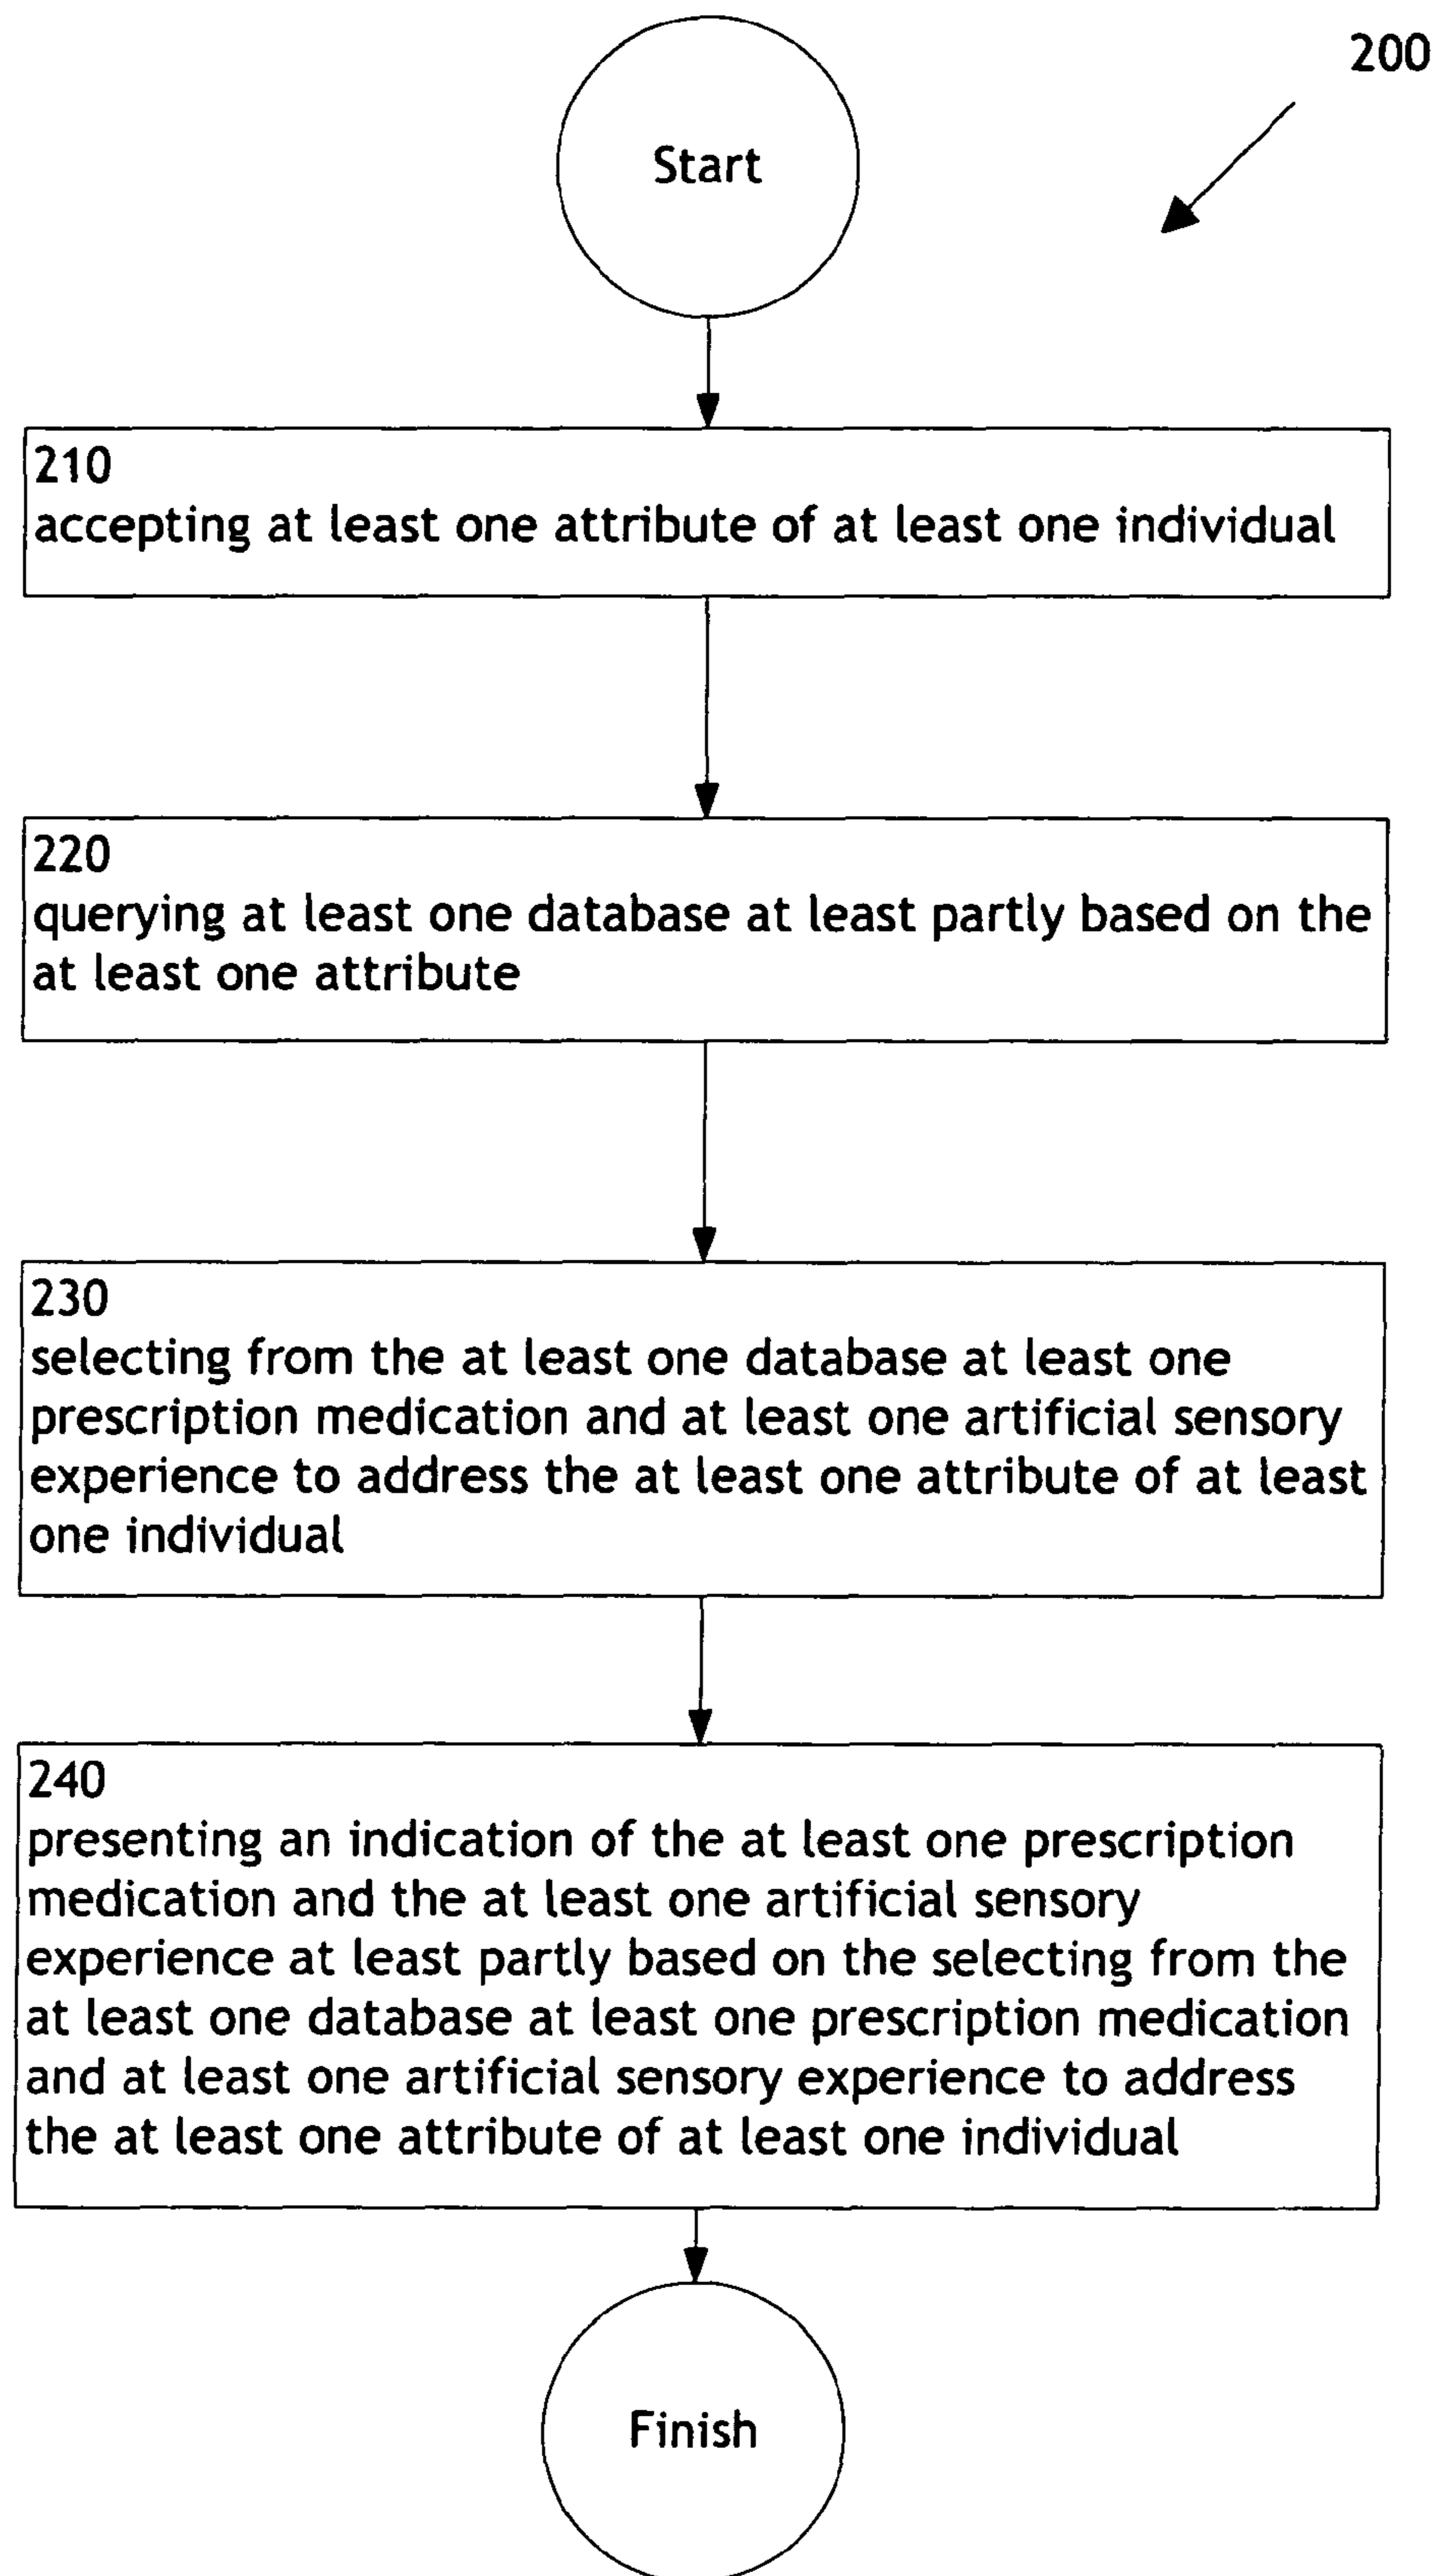 200
Start
210
accepting at least one attribute of at least one individual
220
querying at least one database at least partly based on the
at least one attribute
230
selecting from the at least one database at least one
prescription medication and at least one artificial sensory
experience to address the at least one attribute of at least
one individual
240
presenting an indication of the at least one prescription
medication and the at least one artificial sensory
experience at least partly based on the selecting from the
at least one database at least one prescription medication
and at least one artificial sensory experience to address
the at least one attribute of at least one individual
Finish